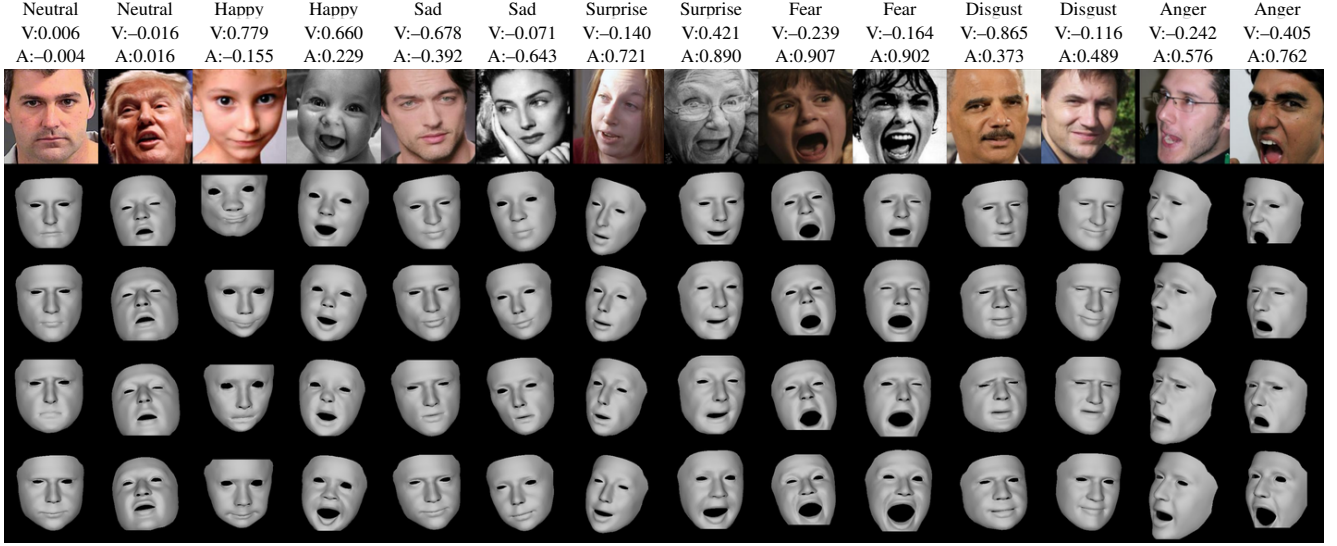 Neutral Neutral Happy Happy Sad Sad Surprise Surprise Fear Fear Disgust Disgust Anger Anger
V:0.006 V:–0.016 V:0.779 V:0.660 V:–0.678 V:–0.071 V:–0.140 V:0.421 V:–0.239 V:–0.164 V:–0.865 V:–0.116 V:–0.242 V:–0.405
A:–0.004 A:0.016 A:–0.155 A:0.229 A:–0.392 A:–0.643 A:0.721 A:0.890 A:0.907 A:0.902 A:0.373 A:0.489 A:0.576 A:0.762